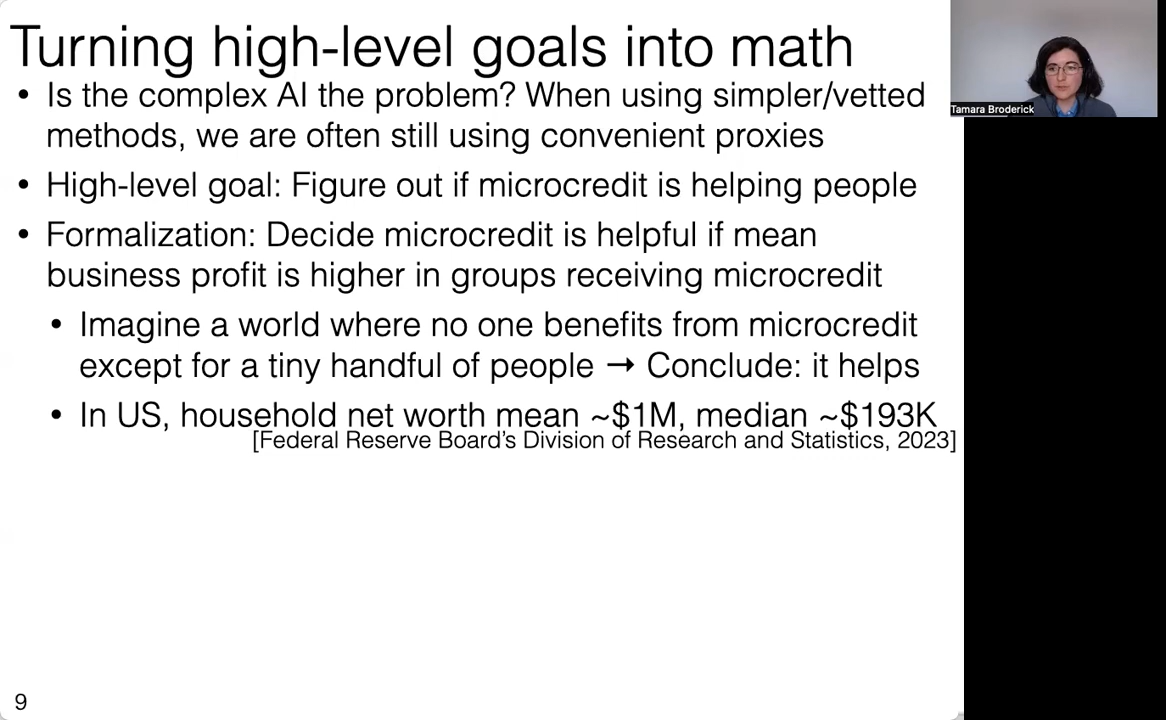 Turning high-level goals into math
• Is the complex AI the problem? When using simpler/vetted
methods, we are often still using convenient proxies
• High-level goal: Figure out if microcredit is helping people
• Formalization: Decide microcredit is helpful if mean
business profit is higher in groups receiving microcredit
• Imagine a world where no one benefits from microcredit
except for a tiny handful of people → Conclude: it helps
• In US, household net worth mean ~$1M, median ~$193K
[Federal Reserve Board’s Division of Research and Statistics, 2023]
9
Tamara Broderick